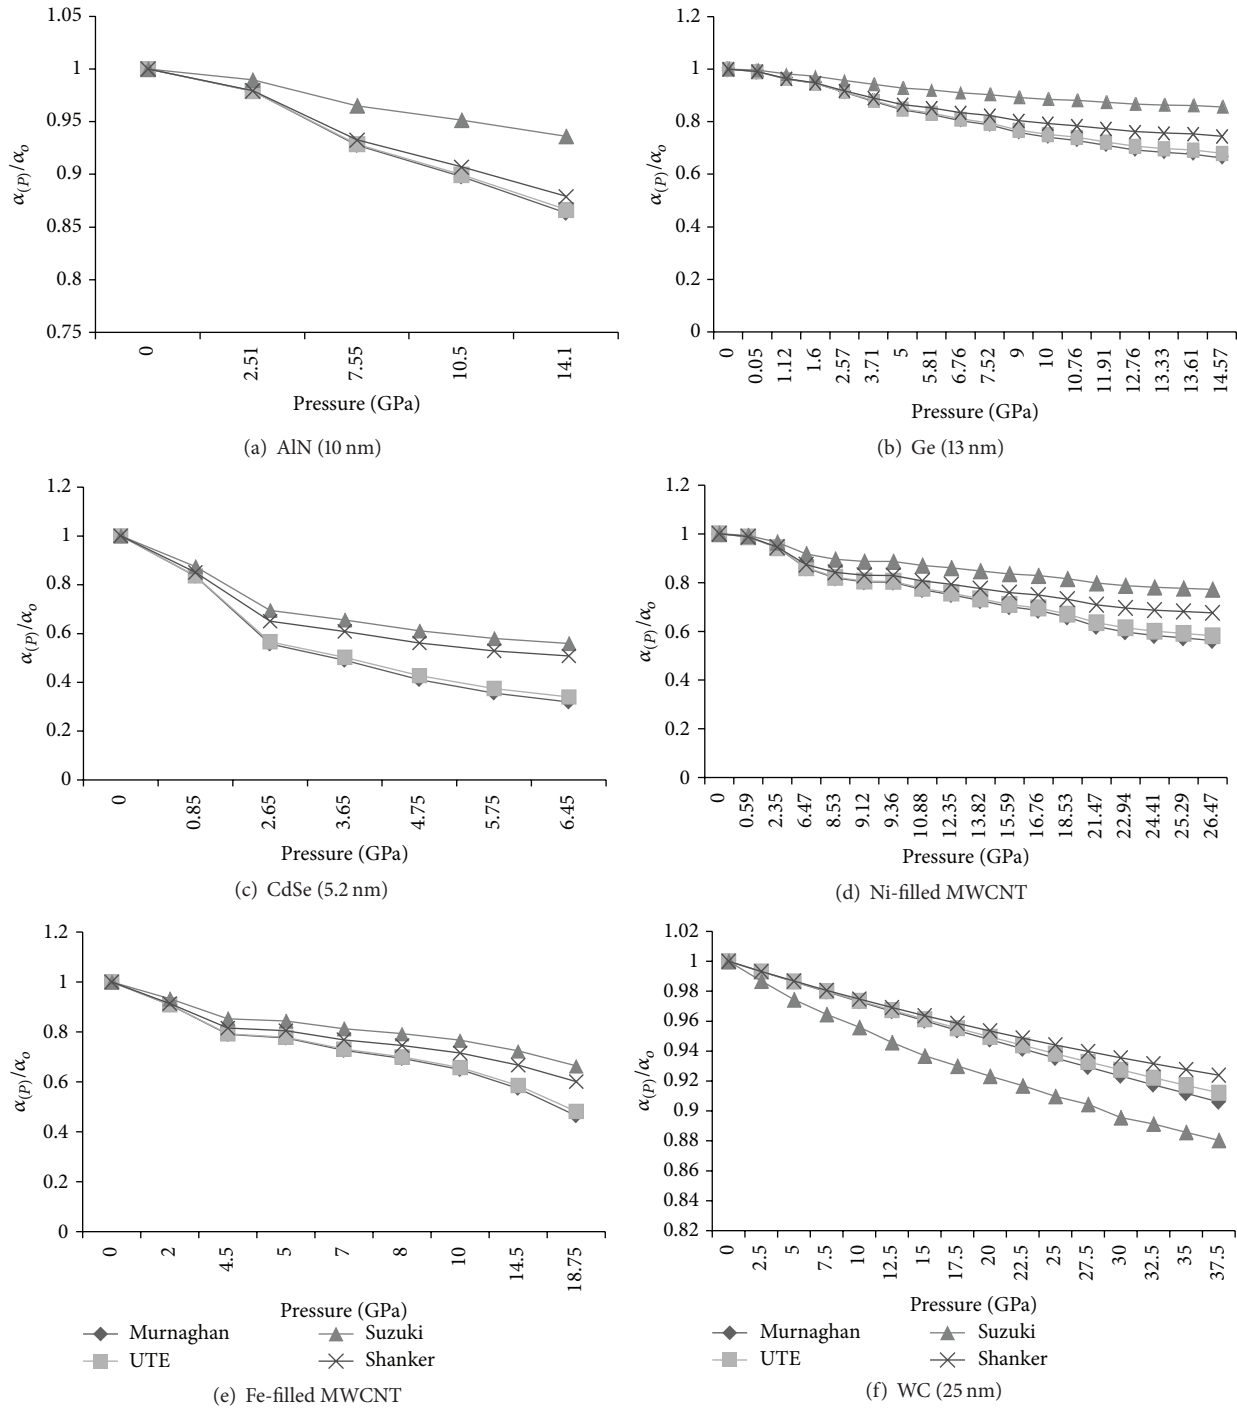 1.05
1
0.95
0.9
0.85
0.8
0.75
α(P)/αo
0 2.51 7.55 10.5 14.1
Pressure (GPa)
(a) AlN (10 nm)
1.2
1
0.8
0.6
0.4
0.2
0
α(P)/αo
0 0.05 1.12 1.6 2.57 3.71 5 5.81 6.76 7.52 9 10 10.76 11.91 12.76 13.33 13.61 14.57
Pressure (GPa)
(b) Ge (13 nm)
1.2
1
0.8
0.6
0.4
0.2
0
α(P)/αo
0 0.85 2.65 3.65 4.75 5.75 6.45
Pressure (GPa)
(c) CdSe (5.2 nm)
1.2
1
0.8
0.6
0.4
0.2
0
α(P)/αo
0 0.59 2.35 6.47 8.53 9.12 9.36 10.88 12.35 13.82 15.59 16.76 18.53 21.47 22.94 24.41 25.29 26.47
Pressure (GPa)
(d) Ni-filled MWCNT
1.2
1
0.8
0.6
0.4
0.2
0
α(P)/αo
0 2 4.5 5 7 8 10 14.5 18.75
Pressure (GPa)
Murnaghan Suzuki
UTE Shanker
(e) Fe-filled MWCNT
1.02
1
0.98
0.96
0.94
0.92
0.9
0.88
0.86
0.84
0.82
α(P)/αo
0 2.5 5 7.5 10 12.5 15 17.5 20 22.5 25 27.5 30 32.5 35 37.5
Pressure (GPa)
Murnaghan Suzuki
UTE Shanker
(f) WC (25 nm)